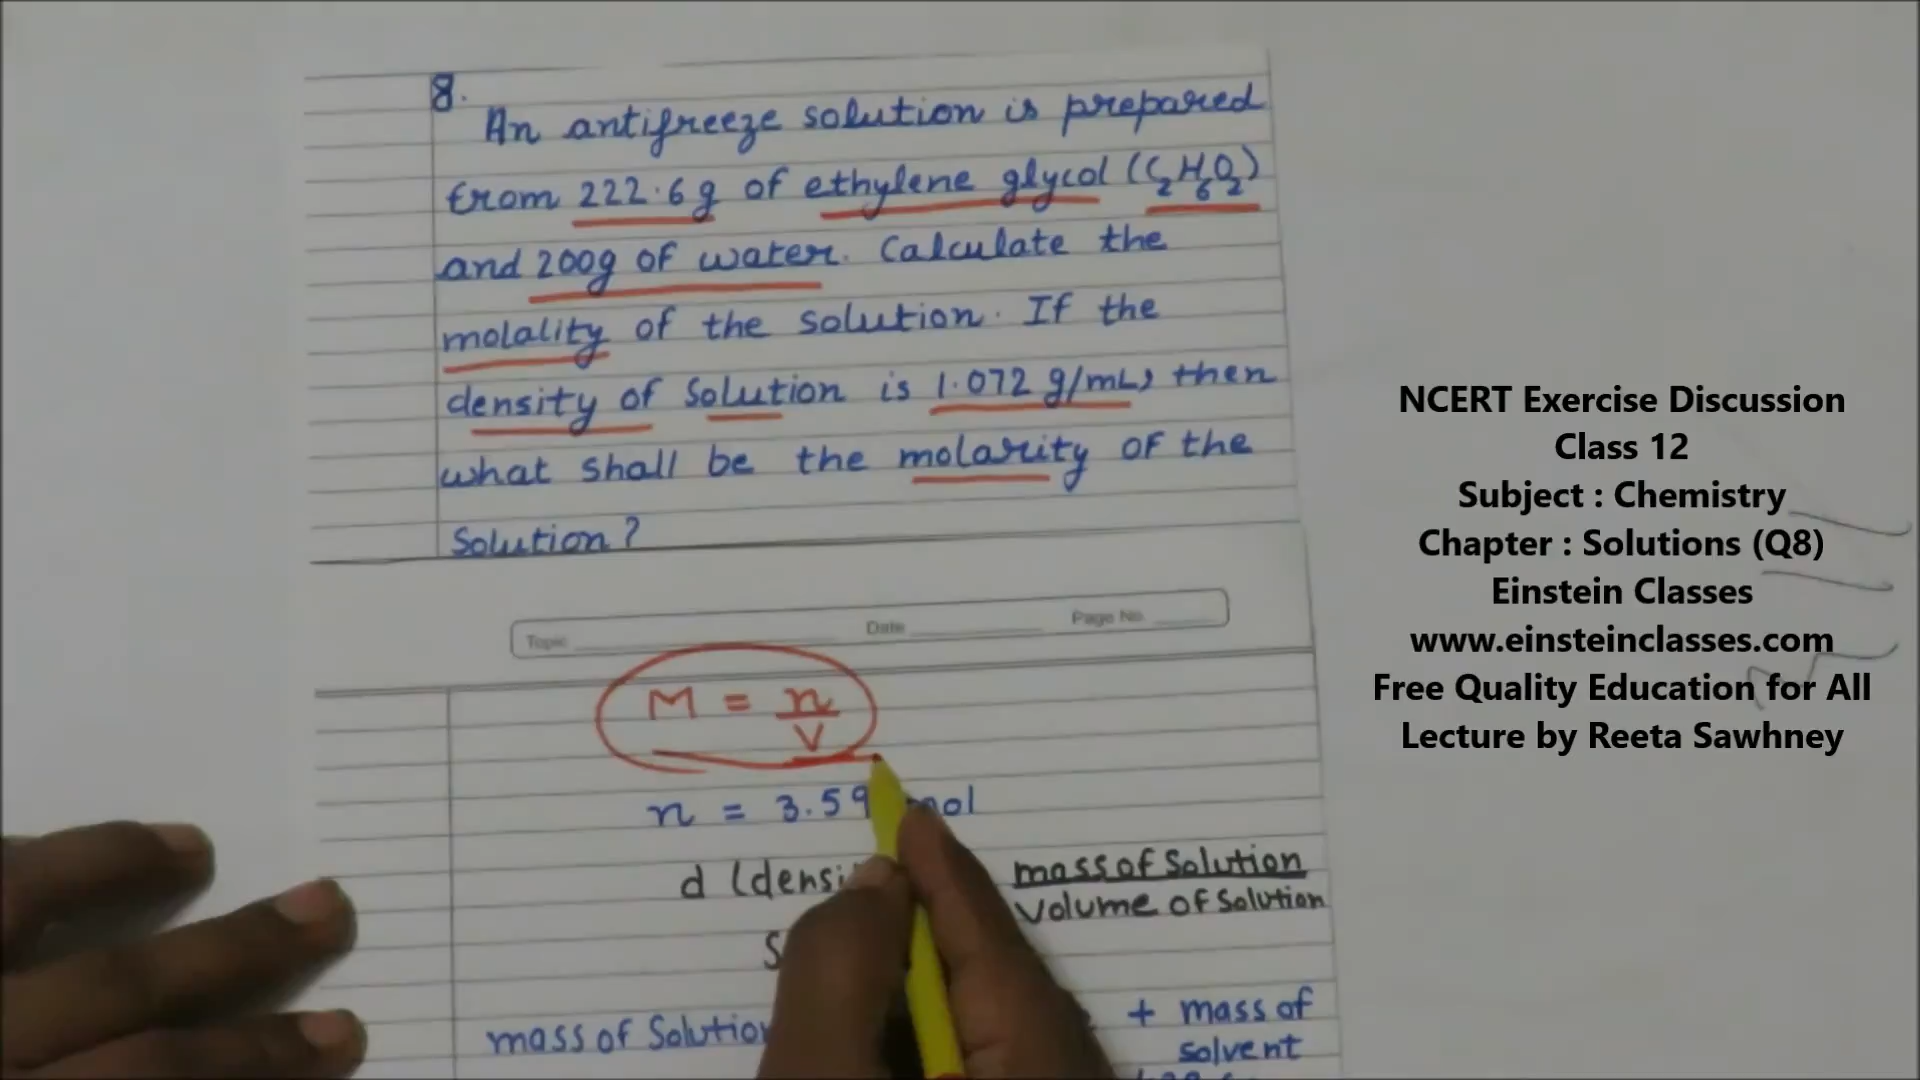 8.
An antifreeze solution is prepared
from 222.6 g of ethylene glycol (C₂H₆O₂)
and 200g of water. Calculate the
molality of the solution. If the
density of solution is 1.072 g/mL, then
what shall be the molarity of the
solution?
Topic Date Page No.
M = n/V
n = 3.59 mol
d (densi mass of Solution
Volume of Solution
mass of Solution + mass of
solvent
NCERT Exercise Discussion
Class 12
Subject : Chemistry
Chapter : Solutions (Q8)
Einstein Classes
www.einsteinclasses.com
Free Quality Education for All
Lecture by Reeta Sawhney